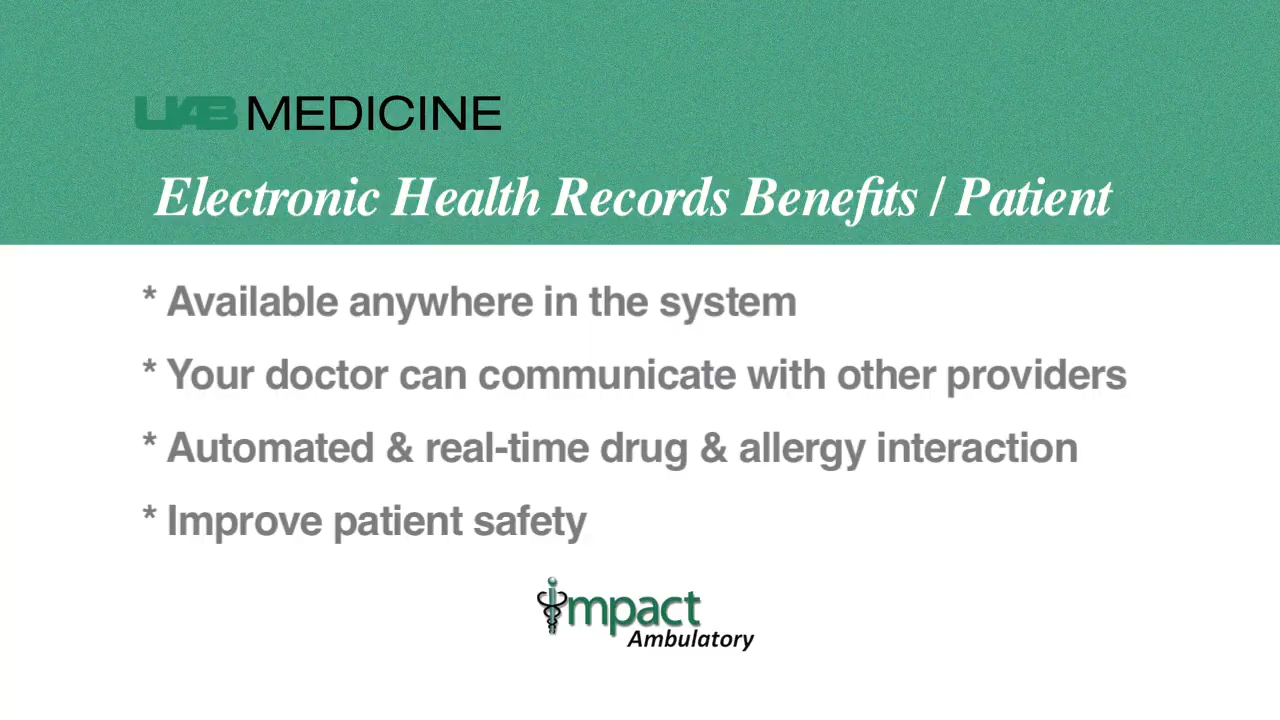 UAB MEDICINE
Electronic Health Records Benefits / Patient
* Available anywhere in the system
* Your doctor can communicate with other providers
* Automated & real-time drug & allergy interaction
* Improve patient safety
impact
Ambulatory